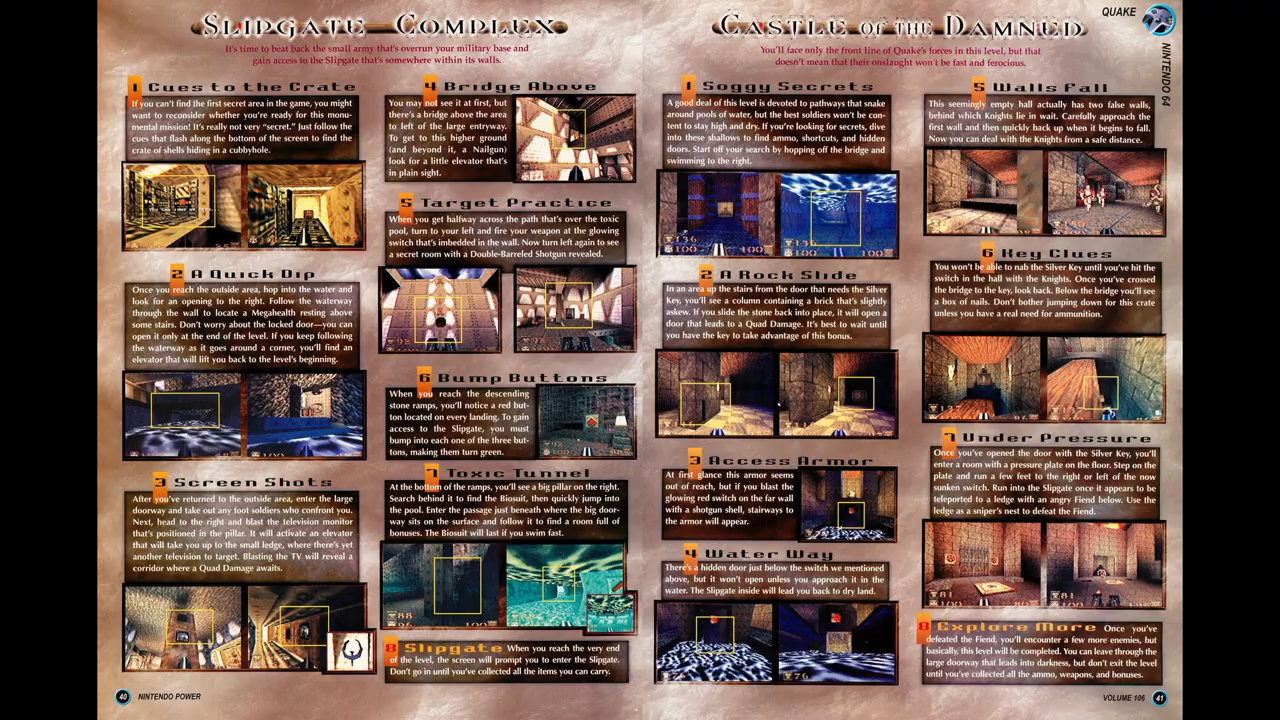 SLIPGATE COMPLEX
It's time to beat back the small army that's overrun your military base and
gain access to the Slipgate that's somewhere within its walls.
1 Cues to the Crate
If you can't find the first secret area in the game, you might
want to reconsider whether you're ready for this monu-
mental mission! It's really not very "secret." Just follow the
cues that flash along the bottom of the screen to find the
crate of shells hiding in a cubbyhole.
2 A Quick Dip
Once you reach the outside area, hop into the water and
look for an opening to the right. Follow the waterway
through the wall to locate a Megahealth resting above
some stairs. Don't worry about the locked door—you can
open it only at the end of the level. If you keep following
the waterway as it goes around a corner, you'll find an
elevator that will lift you back to the level's beginning.
3 Screen Shots
After you've returned to the outside area, enter the large
doorway and take out any foot soldiers who confront you.
Next, head to the right and blast the television monitor
that's positioned in the pillar. It will activate an elevator
that will take you up to the small ledge, where there's yet
another television to target. Blasting the TV will reveal a
corridor where a Quad Damage awaits.
4 Bridge Above
You may not see it at first, but
there's a bridge above the area
to left of the large entryway.
To get to this higher ground
(and beyond it, a Nailgun)
look for a little elevator that's
in plain sight.
5 Target Practice
When you get halfway across the path that's over the toxic
pool, turn to your left and fire your weapon at the glowing
switch that's imbedded in the wall. Now turn left again to see
a secret room with a Double-Barreled Shotgun revealed.
92
6 Bump Buttons
When you reach the descending
stone ramps, you'll notice a red but-
ton located on every landing. To gain
access to the Slipgate, you must
bump into each one of the three but-
tons, making them turn green.
7 Toxic Tunnel
At the bottom of the ramps, you'll see a big pillar on the right.
Search behind it to find the Biosuit, then quickly jump into
the pool. Enter the passage just beneath where the big door-
way sits on the surface and follow it to find a room full of
bonuses. The Biosuit will last if you swim fast.
88
96
8 Slipgate When you reach the very end
of the level, the screen will prompt you to enter the Slipgate.
Don't go in until you've collected all the items you can carry.
40 NINTENDO POWER
CASTLE OF THE DAMNED
You'll face only the front line of Quake's forces in this level, but that
doesn't mean that their onslaught won't be fast and ferocious.
QUAKE
NINTENDO 64
1 Soggy Secrets
A good deal of this level is devoted to pathways that snake
around pools of water, but the best soldiers won't be con-
tent to stay high and dry. If you're looking for secrets, dive
into these shallows to find ammo, shortcuts, and hidden
doors. Start off your search by hopping off the bridge and
swimming to the right.
136
100 100
136
100 100
2 A Rock Slide
In an area up the stairs from the door that needs the Silver
Key, you'll see a column containing a brick that's slightly
askew. If you slide the stone back into place, it will open a
door that leads to a Quad Damage. It's best to wait until
you have the key to take advantage of this bonus.
3 Access Armor
At first glance this armor seems
out of reach, but if you blast the
glowing red switch on the far wall
with a shotgun shell, stairways to
the armor will appear.
4 Water Way
There's a hidden door just below the switch we mentioned
above, but it won't open unless you approach it in the
water. The Slipgate inside will lead you back to dry land.
76
76
5 Walls Fall
This seemingly empty hall actually has two false walls,
behind which Knights lie in wait. Carefully approach the
first wall and then quickly back up when it begins to fall.
Now you can deal with the Knights from a safe distance.
6 Key Clues
You won't be able to nab the Silver Key until you've hit the
switch in the hall with the Knights. Once you've crossed
the bridge to the key, look back. Below the bridge you'll see
a box of nails. Don't bother jumping down for this crate
unless you have a real need for ammunition.
7 Under Pressure
Once you've opened the door with the Silver Key, you'll
enter a room with a pressure plate on the floor. Step on the
plate and run a few feet to the right or left of the now
sunken switch. Run into the Slipgate once it appears to be
teleported to a ledge with an angry Fiend below. Use the
ledge as a sniper's nest to defeat the Fiend.
81
81
8 Explore More Once you've
defeated the Fiend, you'll encounter a few more enemies, but
basically, this level will be completed. You can leave through the
large doorway that leads into darkness, but don't exit the level
until you've collected all the ammo, weapons, and bonuses.
VOLUME 106 41